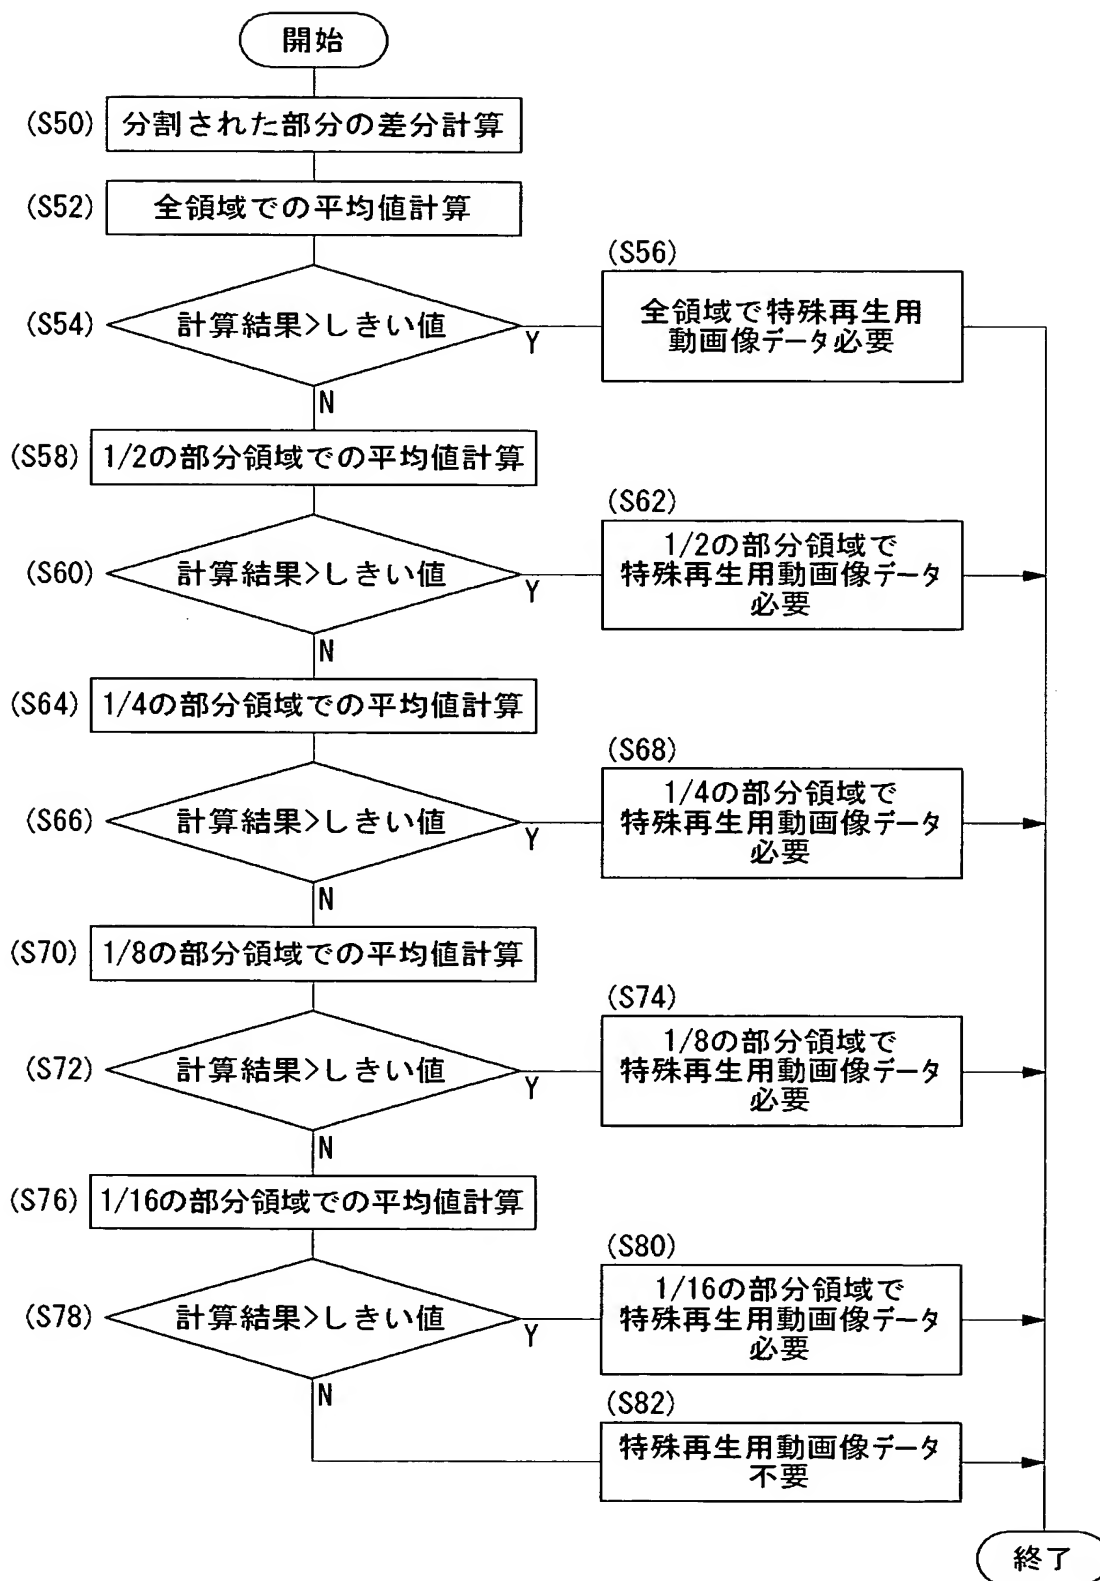 開始
(S50)
分割された部分の差分計算
(S52)
全領域での平均値計算
(S54)
計算結果>しきい値
Y
N
(S56)
全領域で特殊再生用
動画像データ必要
(S58)
1/2の部分領域での平均値計算
(S60)
計算結果>しきい値
Y
N
(S62)
1/2の部分領域で
特殊再生用動画像データ
必要
(S64)
1/4の部分領域での平均値計算
(S66)
計算結果>しきい値
Y
N
(S68)
1/4の部分領域で
特殊再生用動画像データ
必要
(S70)
1/8の部分領域での平均値計算
(S72)
計算結果>しきい値
Y
N
(S74)
1/8の部分領域で
特殊再生用動画像データ
必要
(S76)
1/16の部分領域での平均値計算
(S78)
計算結果>しきい値
Y
N
(S80)
1/16の部分領域で
特殊再生用動画像データ
必要
(S82)
特殊再生用動画像データ
不要
終了